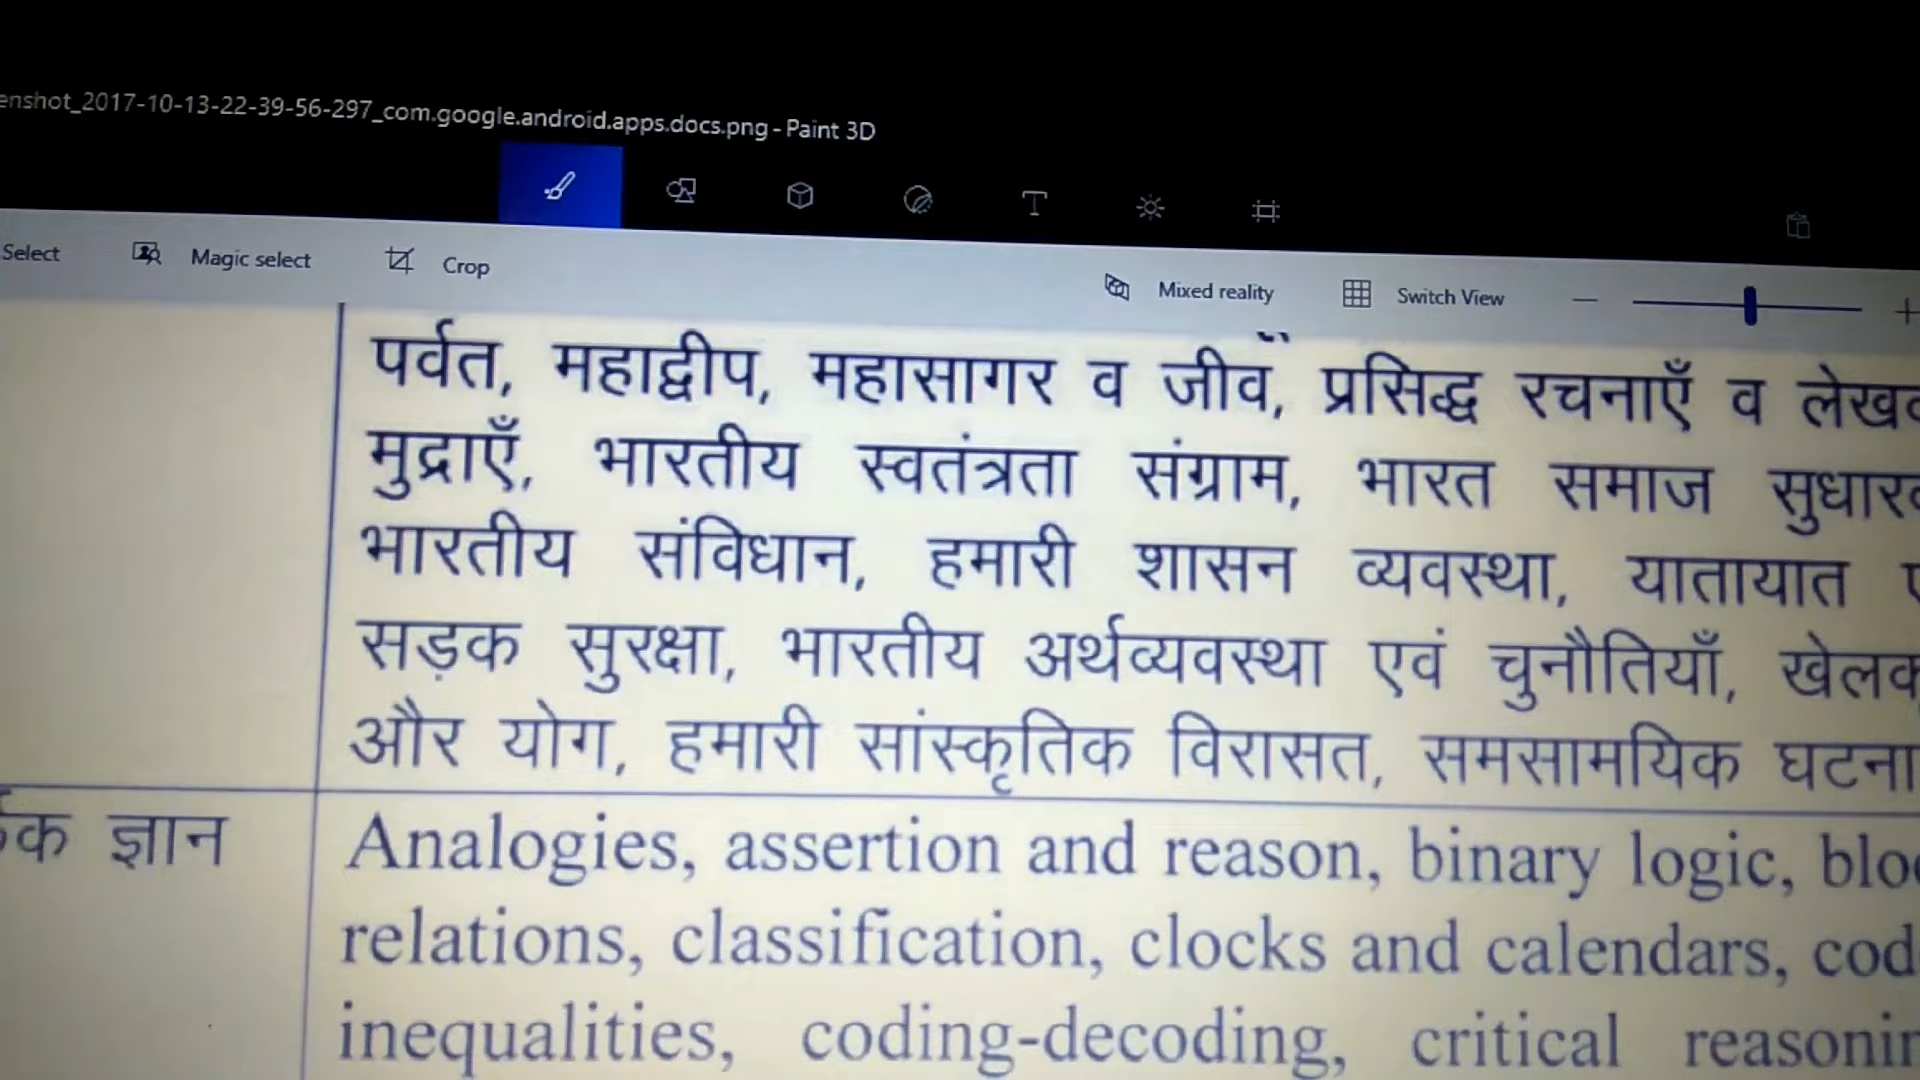 enshot_2017-10-13-22-39-56-297_com.google.android.apps.docs.png - Paint 3D
Select Magic select Crop Mixed reality Switch View
पर्वत, महाद्वीप, महासागर व जीव, प्रसिद्ध रचनाएँ व
मुद्राएँ, भारतीय स्वतंत्रता संग्राम, भारत समाज
भारतीय संविधान, हमारी शासन व्यवस्था, यातायात
सड़क सुरक्षा, भारतीय अर्थव्यवस्था एवं चुनौतियाँ,
और योग, हमारी सांस्कृतिक विरासत, समसामयिक
ज्ञान
Analogies, assertion and reason, binary logic,
relations, classification, clocks and calendars,
inequalities, coding-decoding, critical